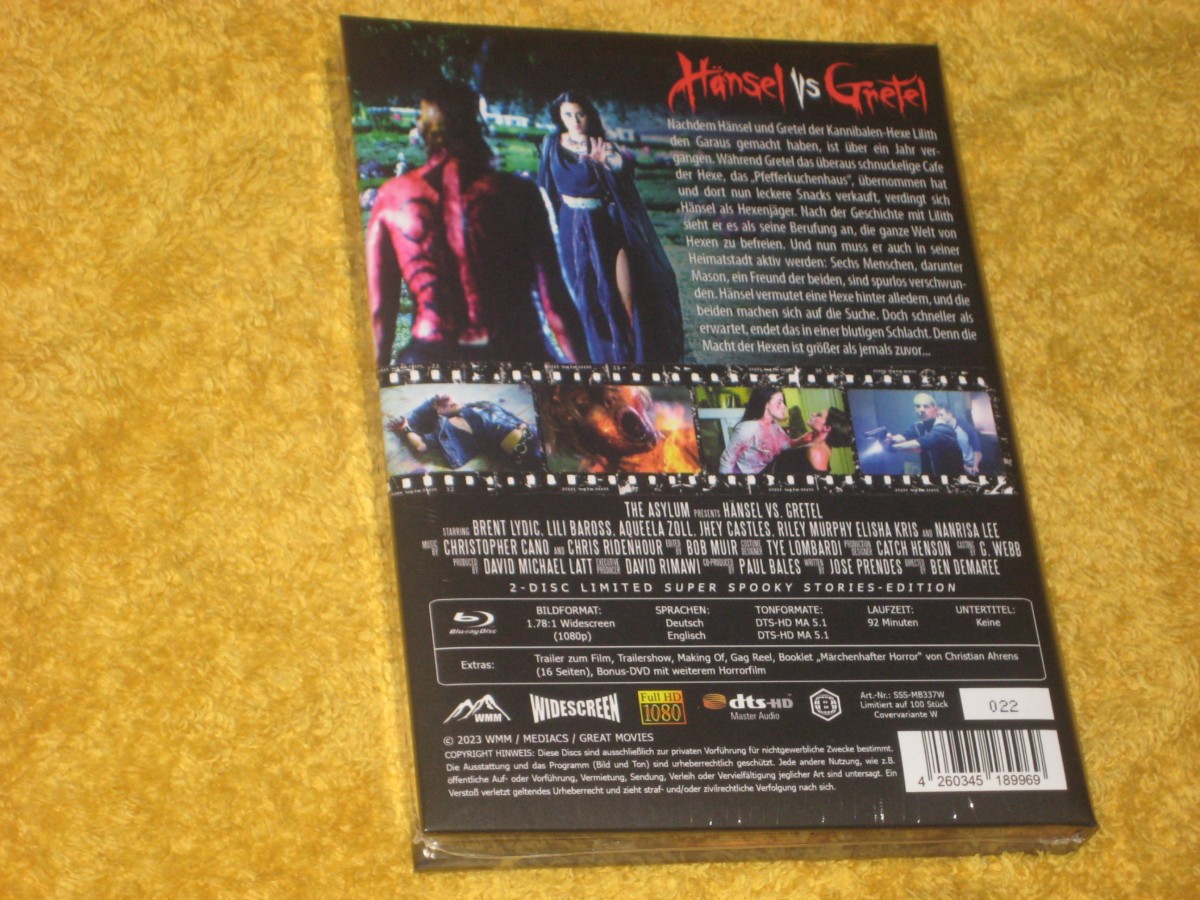 Hänsel vs Gretel
Nachdem Hänsel und Gretel der Kannibalen-Hexe Lilith
den Garaus gemacht haben, ist über ein Jahr ver-
gangen. Während Gretel das überaus schnuckelige Cafe
der Hexe, das „Pfefferkuchenhaus", übernommen hat
und dort nun leckere Snacks verkauft, verdingt sich
Hänsel als Hexenjäger. Nach der Geschichte mit Lilith
sieht er es als seine Berufung an, die ganze Welt von
Hexen zu befreien. Und nun muss er auch in seiner
Heimatstadt aktiv werden: Sechs Menschen, darunter
Mason, ein Freund der beiden, sind spurlos verschwun-
den. Hänsel vermutet eine Hexe hinter alledem, und die
beiden machen sich auf die Suche. Doch schneller als
erwartet, endet das in einer blutigen Schlacht. Denn die
Macht der Hexen ist größer als jemals zuvor...
THE ASYLUM PRESENTS HÄNSEL VS. GRETEL
STARRING BRENT LYDIC, LILI BAROSS, AQUEELA ZOLL, JHEY CASTLES, RILEY MURPHY ELISHA KRIS AND NANRISA LEE
MUSIC BY CHRISTOPHER CANO AND CHRIS RIDENHOUR EDITED BY BOB MUIR COSTUME DESIGNER TYE LOMBARDI PRODUCTION DESIGNER CATCH HENSON CASTING BY G. WEBB
PRODUCED BY DAVID MICHAEL LATT EXECUTIVE PRODUCER DAVID RIMAWI CO-PRODUCER PAUL BALES WRITTEN BY JOSE PRENDES DIRECTED BY BEN DEMAREE
2-DISC LIMITED SUPER SPOOKY STORIES-EDITION
Blu-ray Disc
BILDFORMAT: SPRACHEN: TONFORMATE: LAUFZEIT: UNTERTITEL:
1.78:1 Widescreen Deutsch DTS-HD MA 5.1 92 Minuten Keine
(1080p) Englisch DTS-HD MA 5.1
Extras: Trailer zum Film, Trailershow, Making Of, Gag Reel, Booklet „Märchenhafter Horror" von Christian Ahrens
(16 Seiten), Bonus-DVD mit weiterem Horrorfilm
WMM
WIDESCREEN
Full HD
1080
dts-HD
Master Audio
Art.-Nr.: SSS-MB337W
Limitiert auf 100 Stück
Covervariante W
022
© 2023 WMM / MEDIACS / GREAT MOVIES
COPYRIGHT HINWEIS: Diese Discs sind ausschließlich zur privaten Vorführung für nichtgewerbliche Zwecke bestimmt.
Die Ausstattung und das Programm (Bild und Ton) sind urheberrechtlich geschützt. Jede andere Nutzung, wie z.B.
öffentliche Auf- oder Vorführung, Vermietung, Sendung, Verleih oder Vervielfältigung jeglicher Art sind untersagt. Ein
Verstoß verletzt geltendes Urheberrecht und zieht straf- und/oder zivilrechtliche Verfolgung nach sich.
4 260345 189969